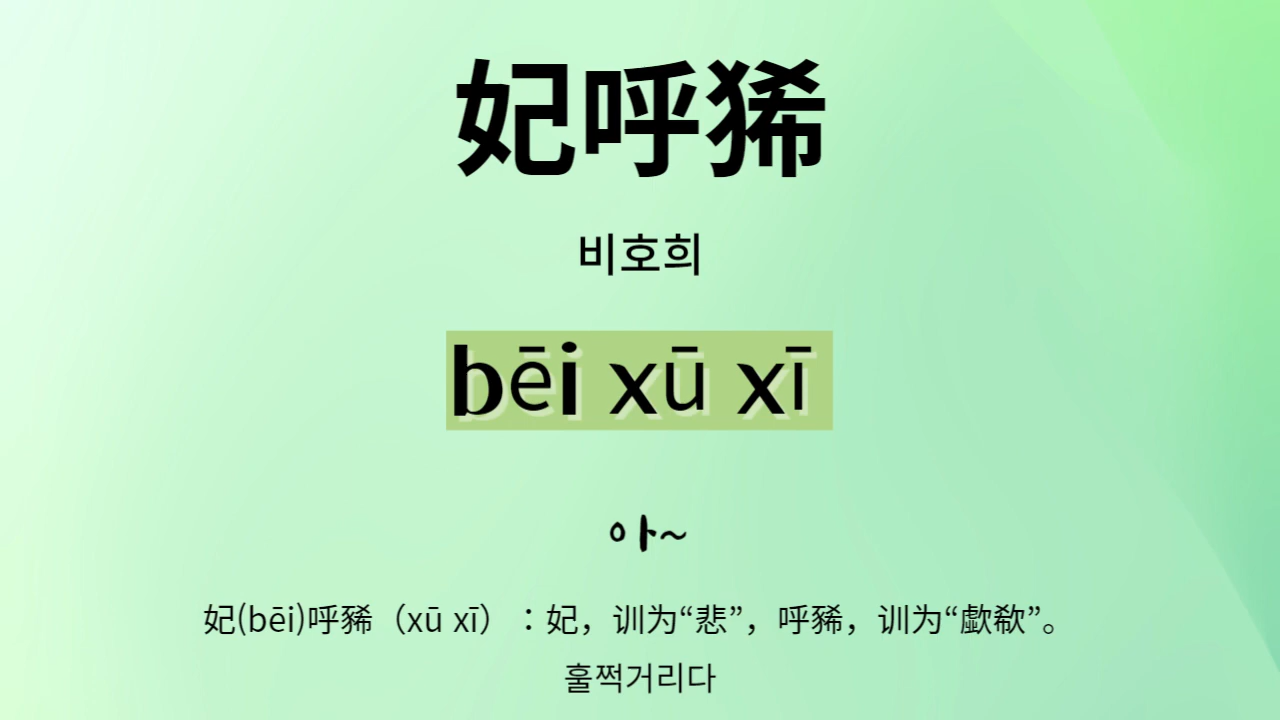 妃呼狶
비호희
bēi xū xī
아~
妃(bēi)呼豨（xū xī）：妃，训为“悲”，呼豨，训为“歔欷”。
훌쩍거리다